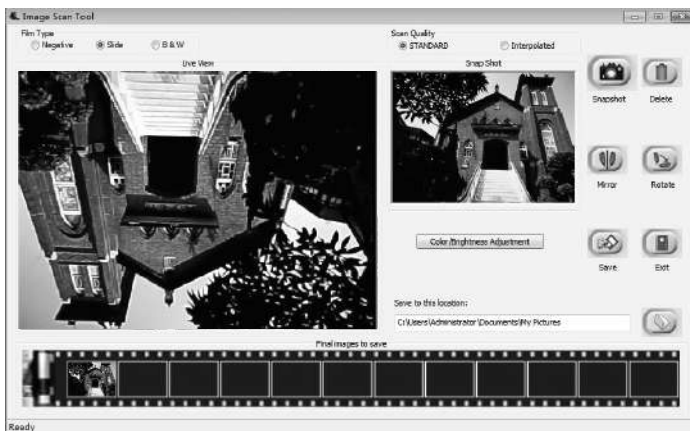 Image Scan Tool
Film Type
Negative Slide B & W
Scan Quality
STANDARD Interpolated
Live View
Snap Shot
Snapshot Delete
Mirror Rotate
Color/Brightness Adjustment
Save Exit
Save to this location:
C:\Users\Administrator\Documents\My Pictures
Final images to save
Ready